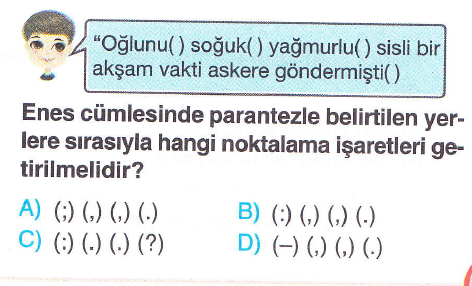 “Oğlunu( ) soğuk( ) yağmurlu( ) sisli bir
akşam vakti askere göndermişti( )
Enes cümlesinde parantezle belirtilen yer-
lere sırasıyla hangi noktalama işaretleri ge-
tirilmelidir?
A) (;) (,) (,) (.)
B) (:) (,) (,) (.)
C) (:) (.) (.) (?)
D) (–) (,) (,) (.)